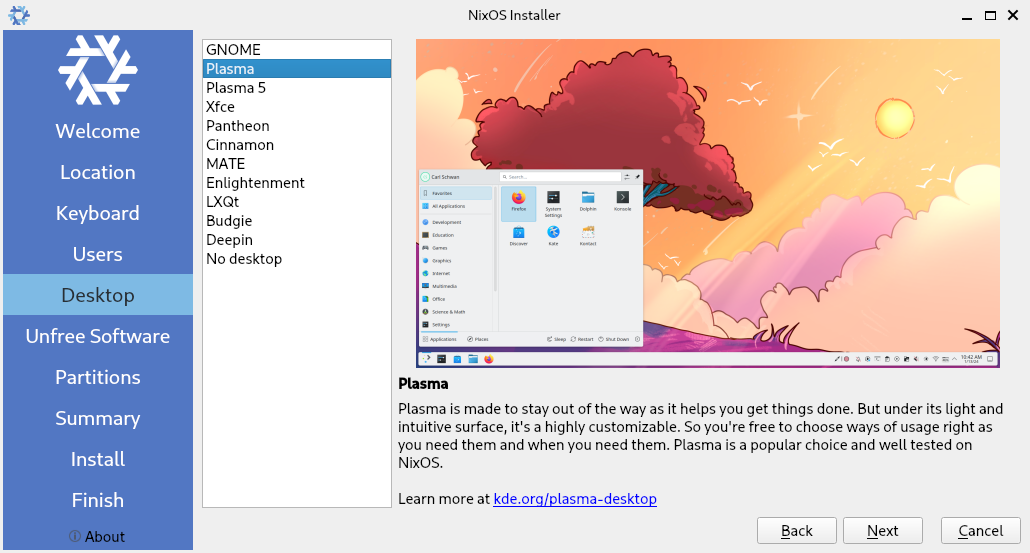 NixOS Installer
Welcome
Location
Keyboard
Users
Desktop
Unfree Software
Partitions
Summary
Install
Finish
About
GNOME
Plasma
Plasma 5
Xfce
Pantheon
Cinnamon
MATE
Enlightenment
LXQt
Budgie
Deepin
No desktop
Carl Schwan
Search...
Favorites
All Applications
Development
Education
Games
Graphics
Internet
Multimedia
Office
Science & Math
Settings
Firefox
System
Settings
Dolphin
Konsole
Discover
Kate
Kontact
Applications
Places
Sleep
Restart
Shut Down
10:42 AM
Plasma
Plasma is made to stay out of the way as it helps you get things done. But under its light and
intuitive surface, it's a highly customizable. So you're free to choose ways of usage right as
you need them and when you need them. Plasma is a popular choice and well tested on
NixOS.
Learn more at kde.org/plasma-desktop
Back
Next
Cancel